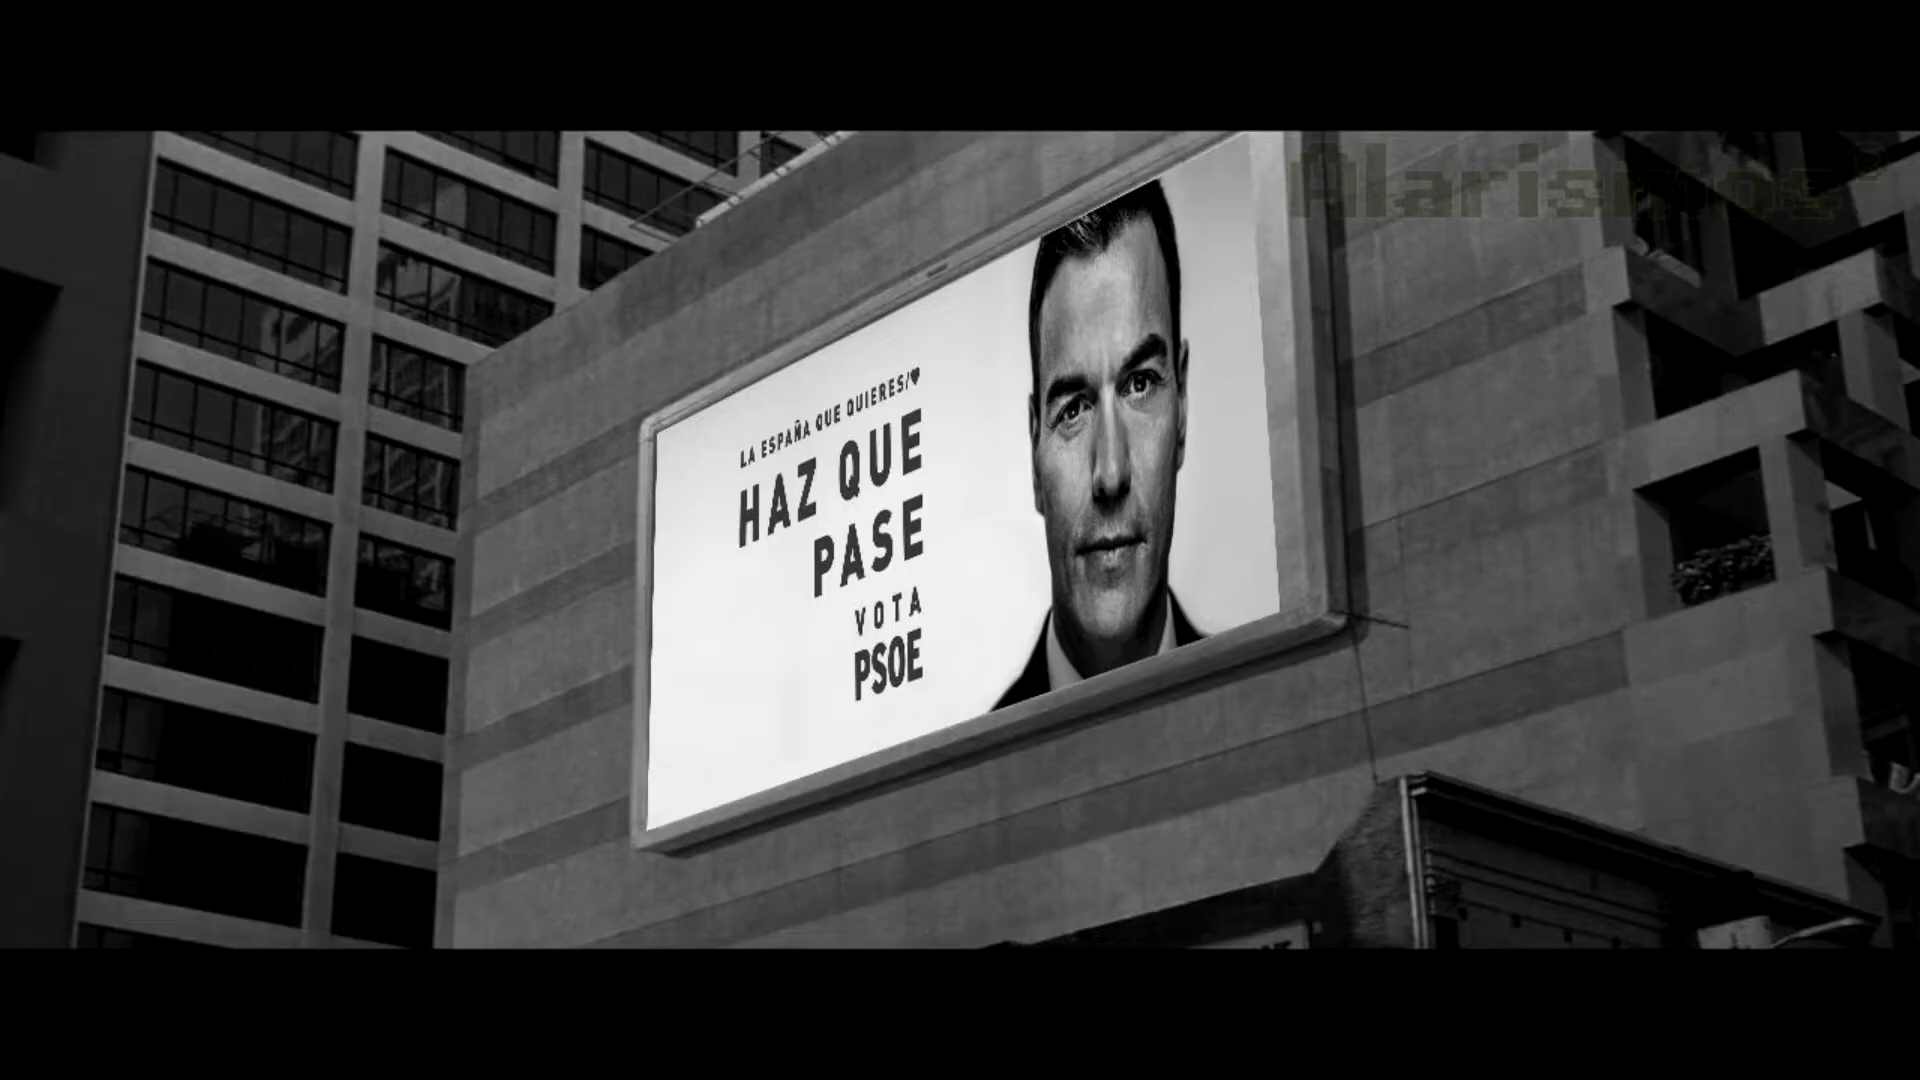 Alarismos
LA ESPAÑA QUE QUIERES/♥
HAZ QUE
PASE
VOTA
PSOE